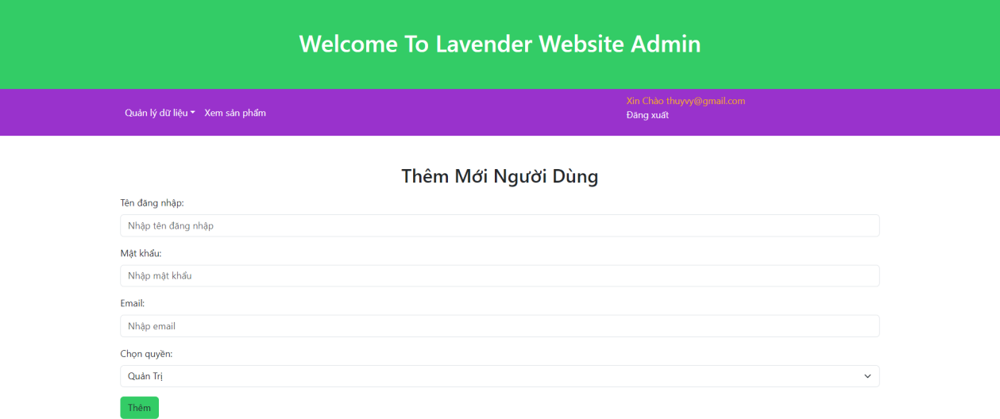 Welcome To Lavender Website Admin
Quản lý dữ liệu Xem sản phẩm
Xin Chào thuyvy@gmail.com
Đăng xuất
Thêm Mới Người Dùng
Tên đăng nhập:
Nhập tên đăng nhập
Mật khẩu:
Nhập mật khẩu
Email:
Nhập email
Chọn quyền:
Quản Trị
Thêm